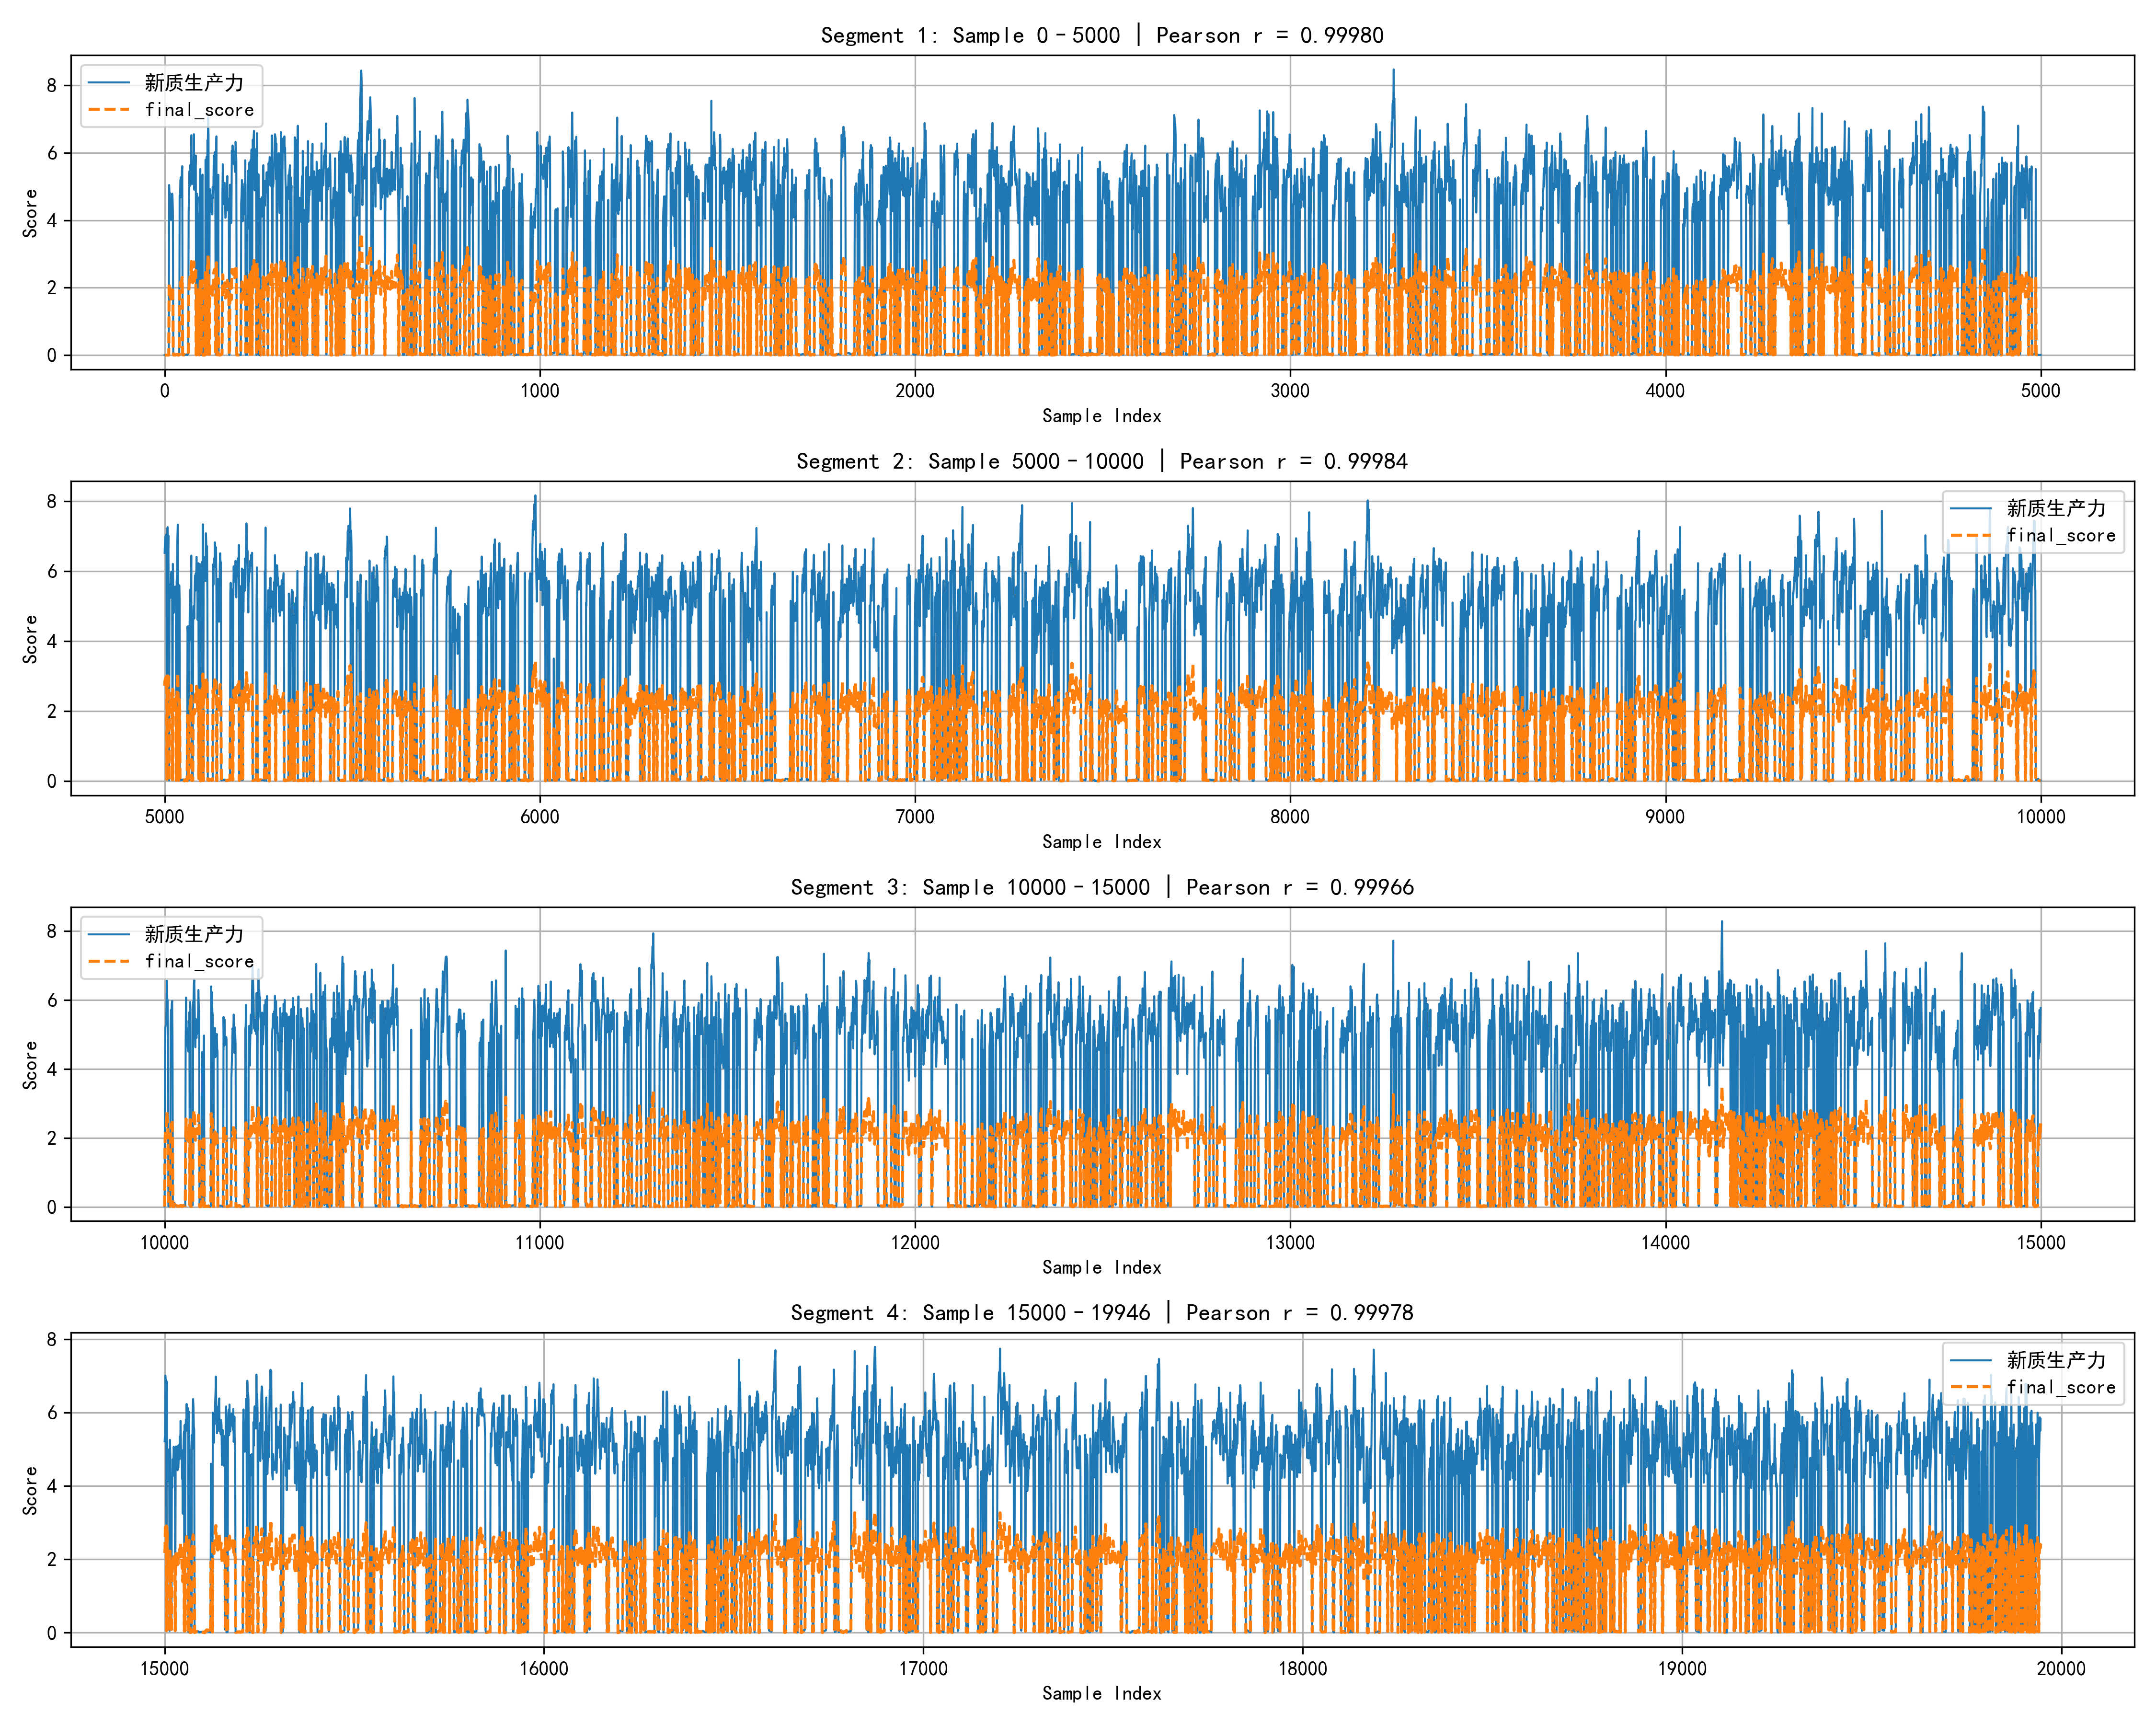 Segment 1: Sample 0–5000 | Pearson r = 0.99980
新质生产力
final_score
8
6
4
2
0
Score
0 1000 2000 3000 4000 5000
Sample Index
Segment 2: Sample 5000–10000 | Pearson r = 0.99984
新质生产力
final_score
8
6
4
2
0
Score
5000 6000 7000 8000 9000 10000
Sample Index
Segment 3: Sample 10000–15000 | Pearson r = 0.99966
新质生产力
final_score
8
6
4
2
0
Score
10000 11000 12000 13000 14000 15000
Sample Index
Segment 4: Sample 15000–19946 | Pearson r = 0.99978
新质生产力
final_score
8
6
4
2
0
Score
15000 16000 17000 18000 19000 20000
Sample Index